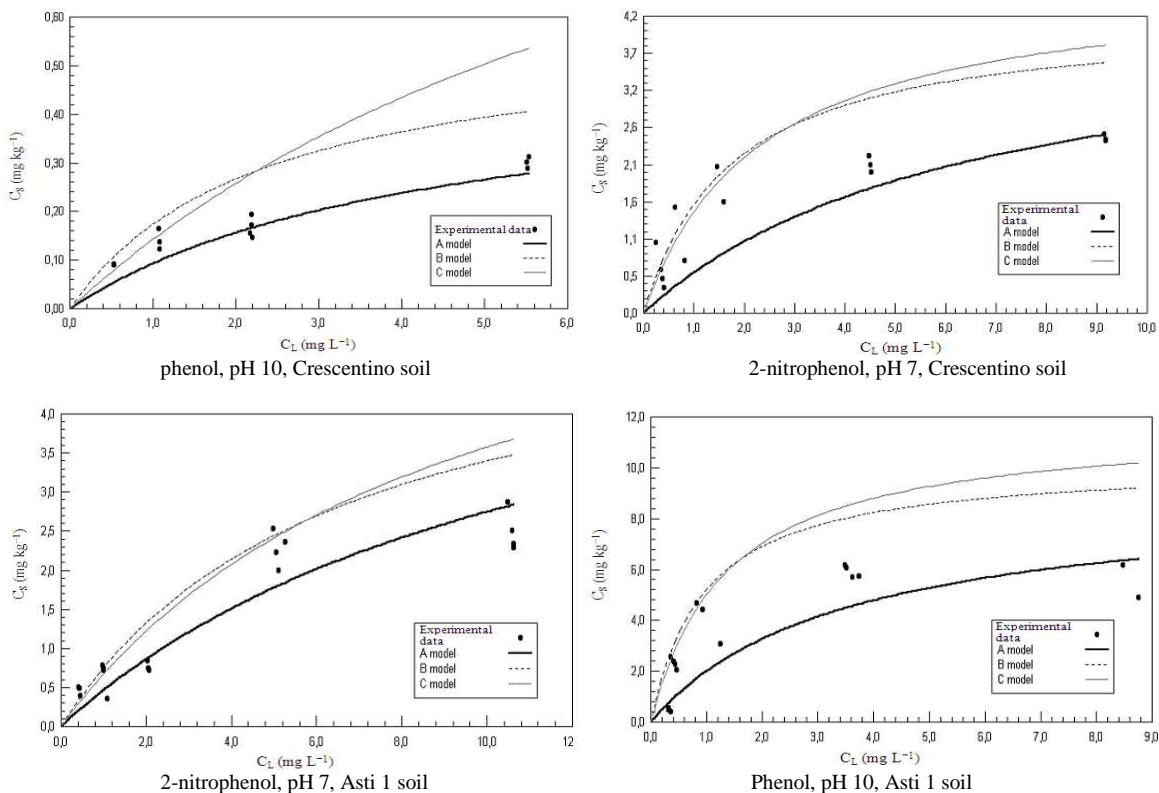 0,60
0,50
0,40
0,30
0,20
0,10
0,00
C_S (mg kg⁻¹)
0,0 1,0 2,0 3,0 4,0 5,0 6,0
C_L (mg L⁻¹)
Experimental data
A model
B model
C model
phenol, pH 10, Crescentino soil
4,2
3,7
3,2
2,6
2,1
1,6
1,1
0,5
0,0
C_S (mg kg⁻¹)
0,0 1,0 2,0 3,0 4,0 5,0 6,0 7,0 8,0 9,0 10,0
C_L (mg L⁻¹)
Experimental data
A model
B model
C model
2-nitrophenol, pH 7, Crescentino soil
4,0
3,5
3,0
2,5
2,0
1,5
1,0
0,5
0,0
C_S (mg kg⁻¹)
0,0 2,0 4,0 6,0 8,0 10,0 12
C_L (mg L⁻¹)
Experimental
data
A model
B model
C model
2-nitrophenol, pH 7, Asti 1 soil
12,0
10,0
8,0
6,0
4,0
2,0
0,0
C_S (mg kg⁻¹)
0,0 1,0 2,0 3,0 4,0 5,0 6,0 7,0 8,0 9,0
C_L (mg L⁻¹)
Experimental
data
A model
B model
C model
Phenol, pH 10, Asti 1 soil